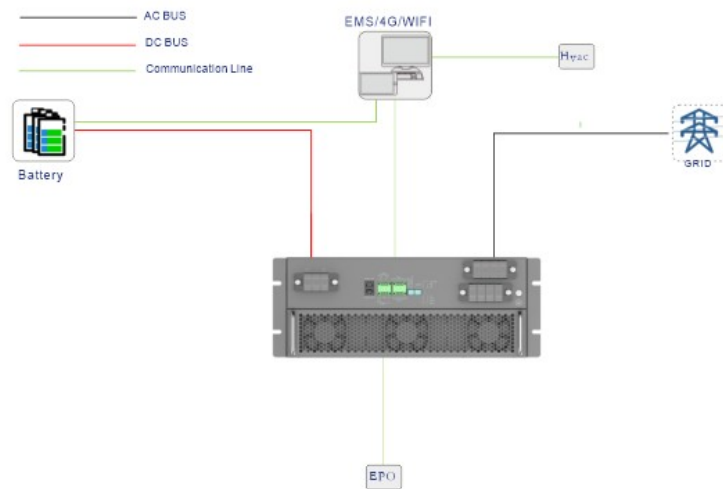 AC BUS
EMS/4G/WIFI
DC BUS
Communication Line
Hvac
Battery
GRID
EPO